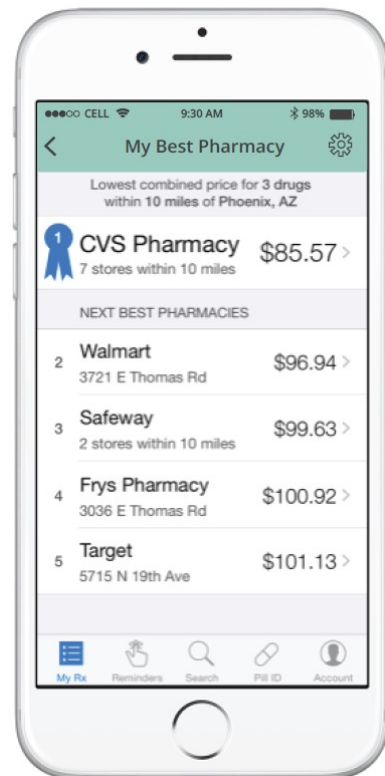 CELL 9:30 AM 98%
My Best Pharmacy
Lowest combined price for 3 drugs
within 10 miles of Phoenix, AZ
1
CVS Pharmacy $85.57
7 stores within 10 miles
NEXT BEST PHARMACIES
2 Walmart $96.94
3721 E Thomas Rd
3 Safeway $99.63
2 stores within 10 miles
4 Frys Pharmacy $100.92
3036 E Thomas Rd
5 Target $101.13
5715 N 19th Ave
My Rx Reminders Search Pill ID Account